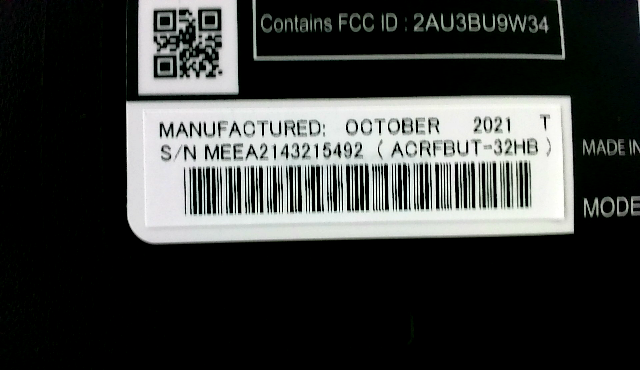 Contains FCC ID : 2AU3BU9W34
MANUFACTURED: OCTOBER 2021 T
S/N MEEA2143215492 ( ACRFBUT-32HB )
MADE IN
MODE